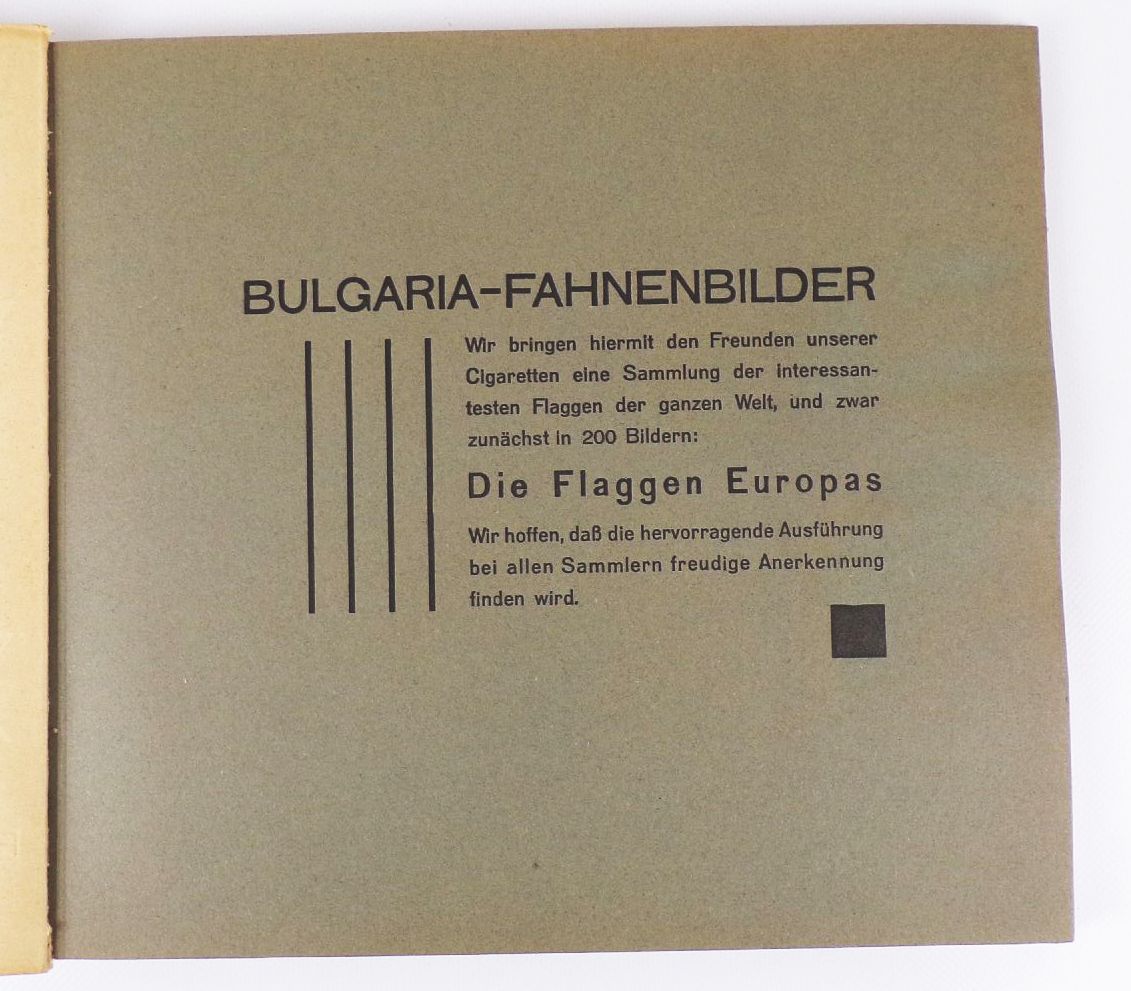 BULGARIA-FAHNENBILDER
Wir bringen hiermit den Freunden unserer
Cigaretten eine Sammlung der interessan-
testen Flaggen der ganzen Welt, und zwar
zunächst in 200 Bildern:
Die Flaggen Europas
Wir hoffen, daß die hervorragende Ausführung
bei allen Sammlern freudige Anerkennung
finden wird.